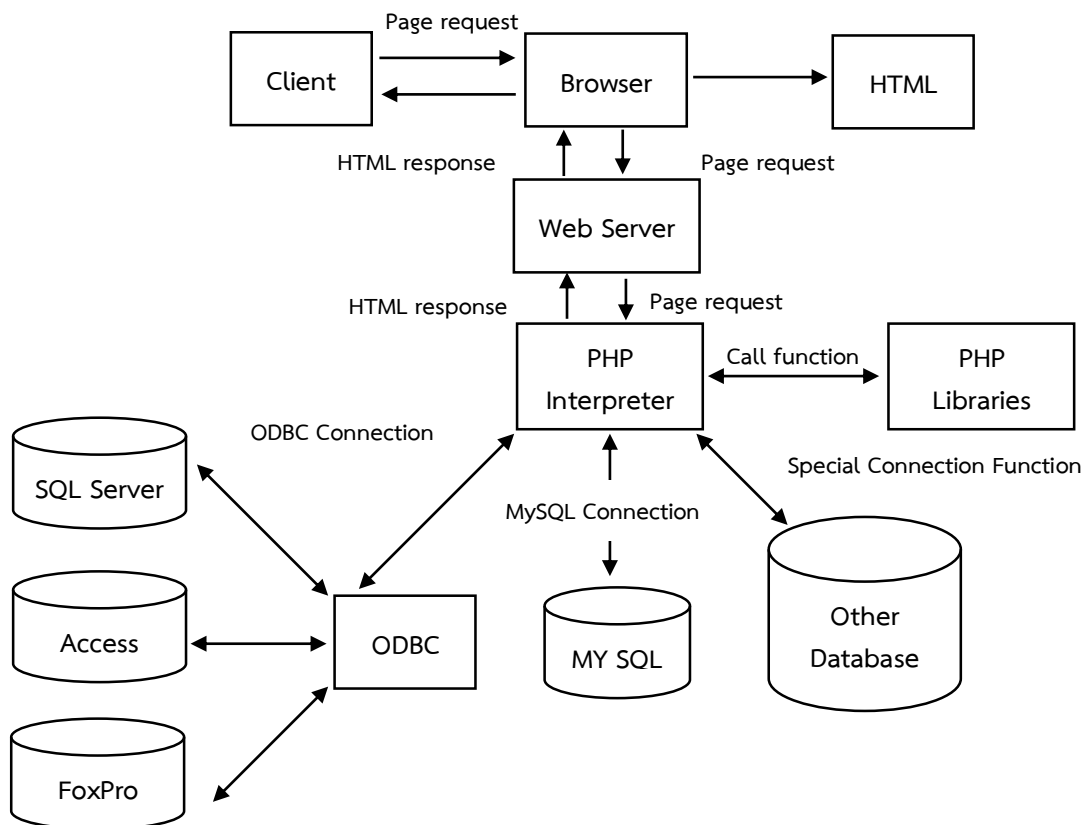 Page request
Client
Browser
HTML
HTML response
Page request
Web Server
HTML response
Page request
PHP
Interpreter
Call function
PHP
Libraries
ODBC Connection
SQL Server
Special Connection Function
MySQL Connection
Access
ODBC
MY SQL
Other
Database
FoxPro